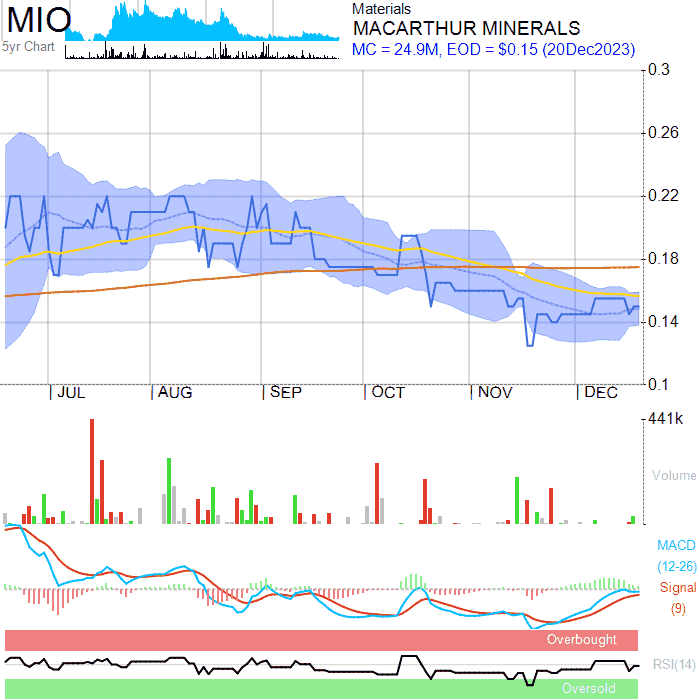 MIO
Materials
MACARTHUR MINERALS
5yr Chart
MC = 24.9M, EOD = $0.15 (20Dec2023)
0.3
0.26
0.22
0.18
0.14
0.1
JUL AUG SEP OCT NOV DEC
441k
Volume
MACD
(12-26)
Signal
(9)
Overbought
RSI(14)
Oversold